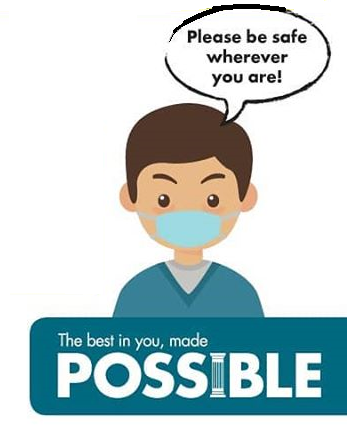 Please be safe
wherever
you are!
The best in you, made
POSSIBLE